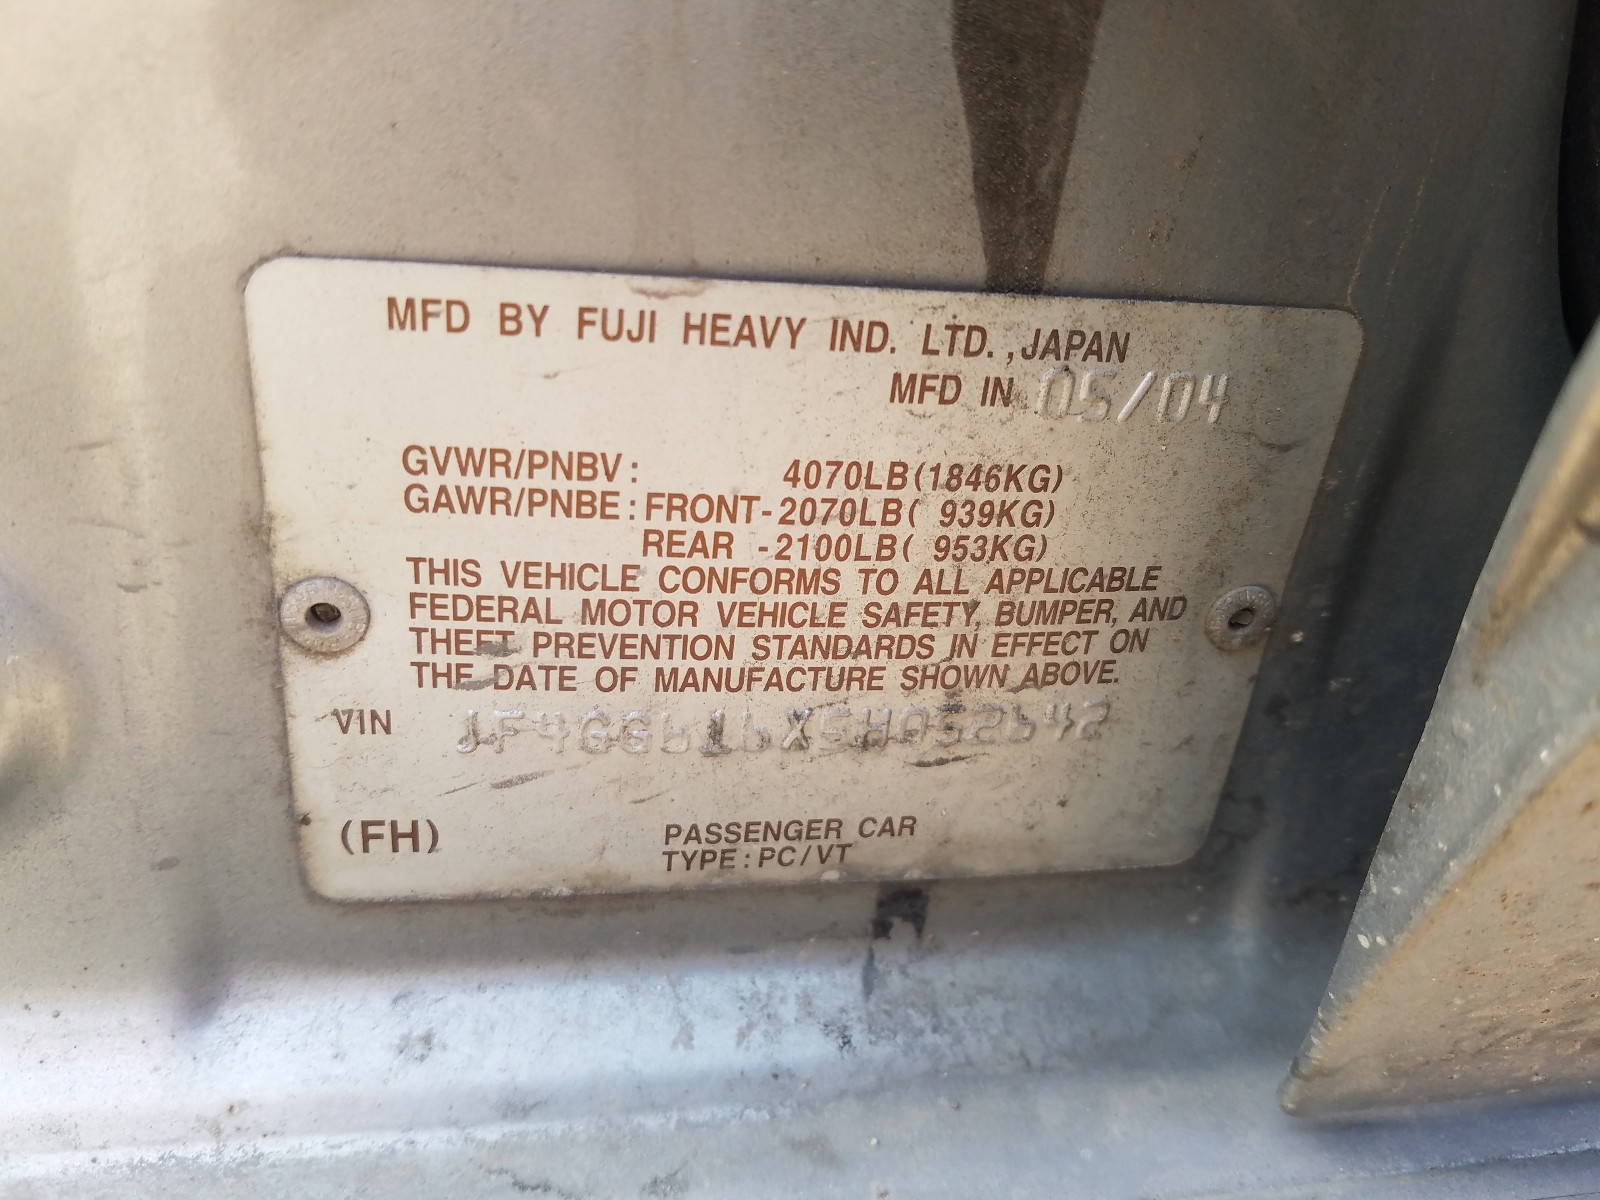 MFD BY FUJI HEAVY IND. LTD.,JAPAN
MFD IN 05/04
GVWR/PNBV: 4070LB(1846KG)
GAWR/PNBE: FRONT-2070LB( 939KG)
REAR -2100LB( 953KG)
THIS VEHICLE CONFORMS TO ALL APPLICABLE
FEDERAL MOTOR VEHICLE SAFETY, BUMPER, AND
THEFT PREVENTION STANDARDS IN EFFECT ON
THE DATE OF MANUFACTURE SHOWN ABOVE.
VIN
(FH)
PASSENGER CAR
TYPE: PC/VT